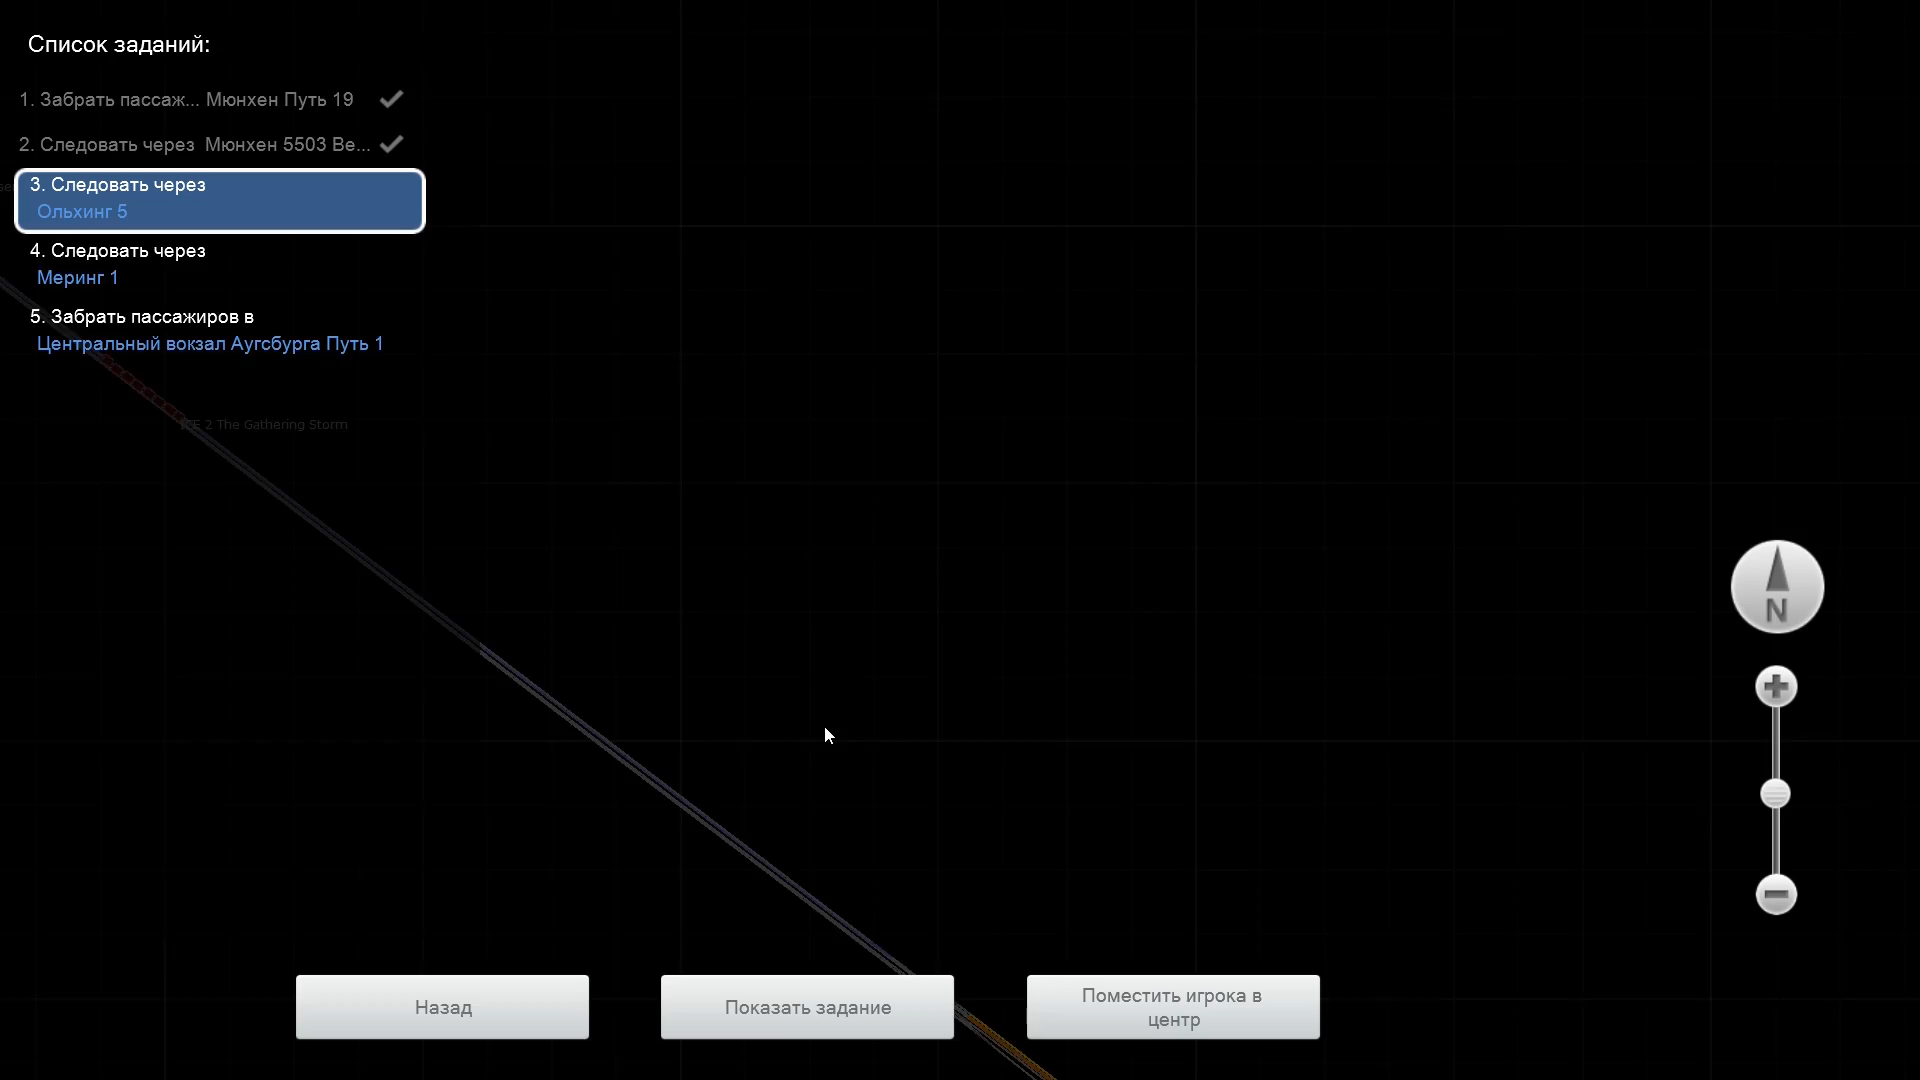 Список заданий:
1. Забрать пассаж... Мюнхен Путь 19
2. Следовать через Мюнхен 5503 Ве...
3. Следовать через
Ольхинг 5
4. Следовать через
Меринг 1
5. Забрать пассажиров в
Центральный вокзал Аугсбурга Путь 1
ICE 2 The Gathering Storm
N
Назад
Показать задание
Поместить игрока в
центр